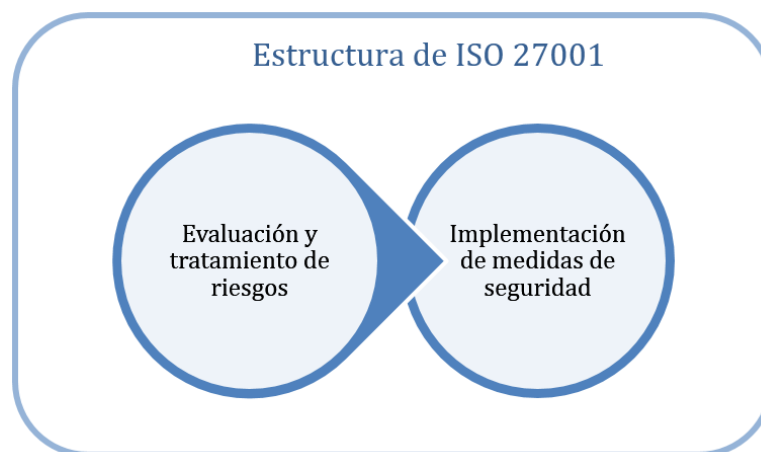 Estructura de ISO 27001
Evaluación y
tratamiento de
riesgos
Implementación
de medidas de
seguridad